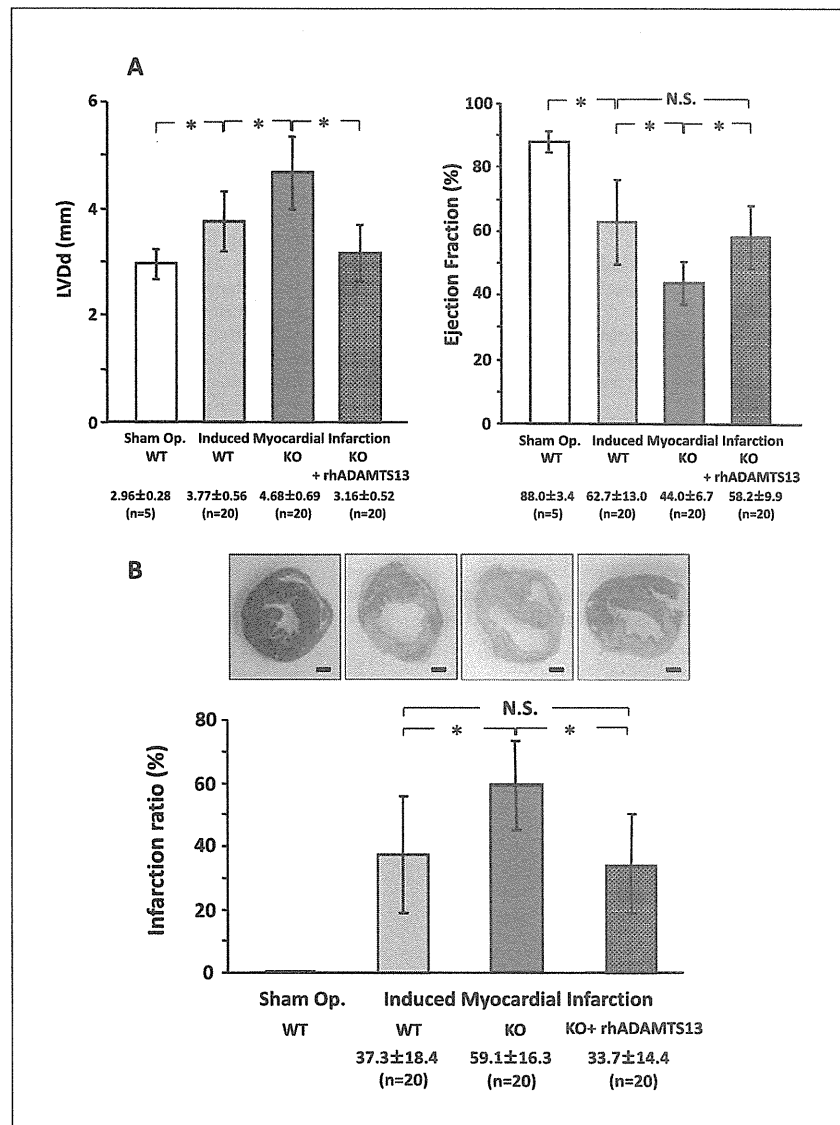 A
6
4
2
0
LVDd (mm)
* * *
Sham Op. Induced Myocardial Infarction
WT WT KO KO
+ rhADAMTS13
2.96±0.28 3.77±0.56 4.68±0.69 3.16±0.52
(n=5) (n=20) (n=20) (n=20)
100
80
60
40
20
0
Ejection Fraction (%)
N.S.
* * *
Sham Op. Induced Myocardial Infarction
WT WT KO KO
+ rhADAMTS13
88.0±3.4 62.7±13.0 44.0±6.7 58.2±9.9
(n=5) (n=20) (n=20) (n=20)
B
80
60
40
20
0
Infarction ratio (%)
N.S.
* *
Sham Op. Induced Myocardial Infarction
WT WT KO KO+ rhADAMTS13
37.3±18.4 59.1±16.3 33.7±14.4
(n=20) (n=20) (n=20)